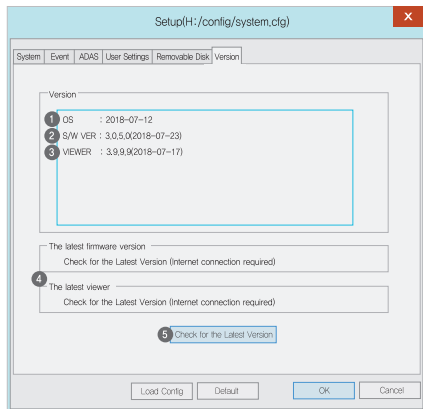 Setup(H:/config/system.cfg)
X
System Event ADAS User Settings Removable Disk Version
Version
1 OS : 2018-07-12
2 S/W VER : 3,0,5,0(2018-07-23)
3 VIEWER : 3,9,9,9(2018-07-17)
The latest firmware version
Check for the Latest Version (Internet connection required)
4
The latest viewer
Check for the Latest Version (Internet connection required)
5 Check for the Latest Version
Load Config Default OK Cancel